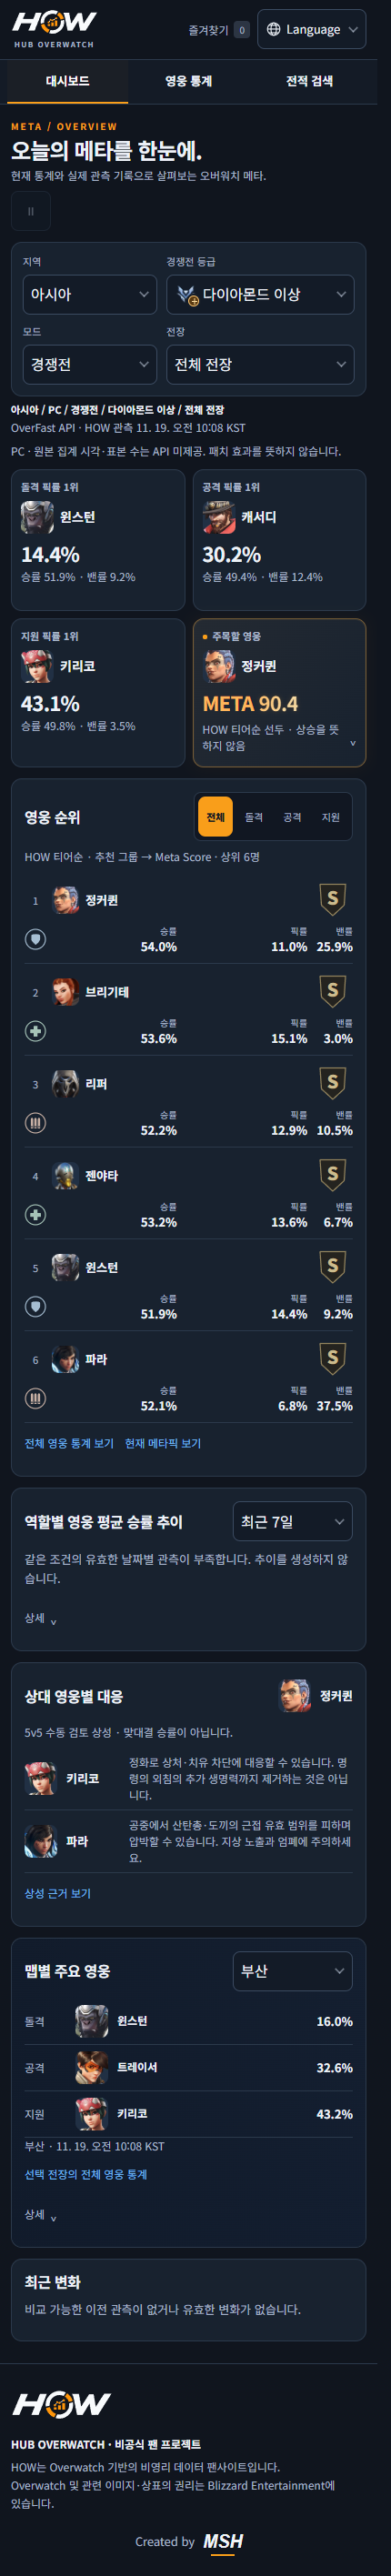 HOW
HUB OVERWATCH
즐겨찾기 0
Language
대시보드 영웅 통계 전적 검색
META / OVERVIEW
오늘의 메타를 한눈에.
현재 통계와 실제 관측 기록으로 살펴보는 오버워치 메타.
지역 경쟁전 등급
아시아 다이아몬드 이상
모드 전장
경쟁전 전체 전장
아시아 / PC / 경쟁전 / 다이아몬드 이상 / 전체 전장
OverFast API · HOW 관측 11. 19. 오전 10:08 KST
PC · 원본 집계 시각·표본 수는 API 미제공. 패치 효과를 뜻하지 않습니다.
돌격 픽률 1위
윈스턴
14.4%
승률 51.9% · 밴률 9.2%
공격 픽률 1위
캐서디
30.2%
승률 49.4% · 밴률 12.4%
지원 픽률 1위
키리코
43.1%
승률 49.8% · 밴률 3.5%
주목할 영웅
정커퀸
META 90.4
HOW 티어순 선두 · 상승을 뜻
하지 않음
영웅 순위
전체 돌격 공격 지원
HOW 티어순 · 추천 그룹 → Meta Score · 상위 6명
1 정커퀸 S
승률 픽률 밴률
54.0% 11.0% 25.9%
2 브리기테 S
승률 픽률 밴률
53.6% 15.1% 3.0%
3 리퍼 S
승률 픽률 밴률
52.2% 12.9% 10.5%
4 젠야타 S
승률 픽률 밴률
53.2% 13.6% 6.7%
5 윈스턴 S
승률 픽률 밴률
51.9% 14.4% 9.2%
6 파라 S
승률 픽률 밴률
52.1% 6.8% 37.5%
전체 영웅 통계 보기 현재 메타픽 보기
역할별 영웅 평균 승률 추이 최근 7일
같은 조건의 유효한 날짜별 관측이 부족합니다. 추이를 생성하지 않
습니다.
상세
상대 영웅별 대응 정커퀸
5v5 수동 검토 상성 · 맞대결 승률이 아닙니다.
키리코
정화로 상처·치유 차단에 대응할 수 있습니다. 명
령의 외침의 추가 생명력까지 제거하는 것은 아닙
니다.
파라
공중에서 산탄총·도끼의 근접 유효 범위를 피하며
압박할 수 있습니다. 지상 노출과 엄폐에 주의하세
요.
상성 근거 보기
맵별 주요 영웅 부산
돌격 윈스턴 16.0%
공격 트레이서 32.6%
지원 키리코 43.2%
부산 · 11. 19. 오전 10:08 KST
선택 전장의 전체 영웅 통계
상세
최근 변화
비교 가능한 이전 관측이 없거나 유효한 변화가 없습니다.
HOW
HUB OVERWATCH · 비공식 팬 프로젝트
HOW는 Overwatch 기반의 비영리 데이터 팬사이트입니다.
Overwatch 및 관련 이미지·상표의 권리는 Blizzard Entertainment에
있습니다.
Created by MSH